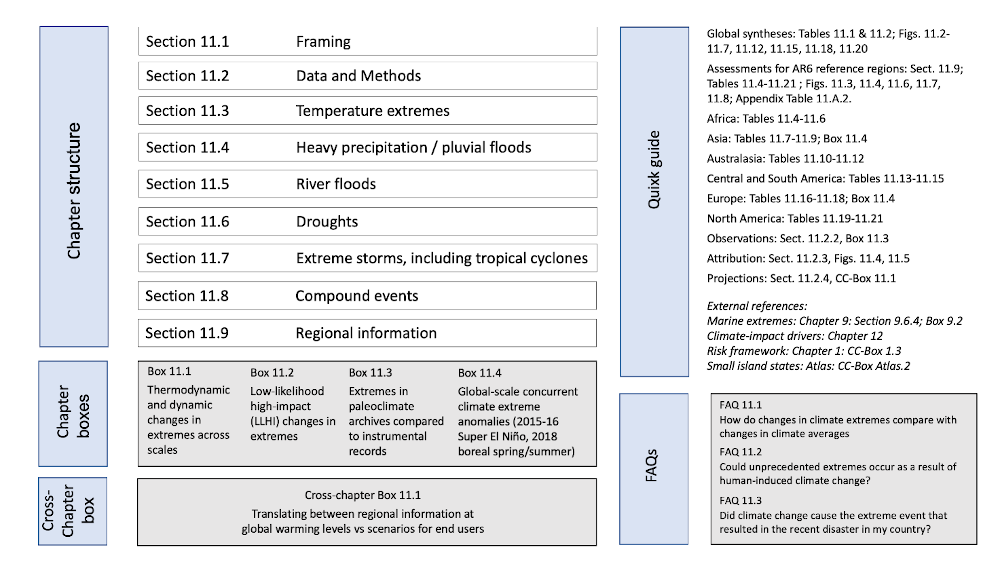 Chapter structure
Section 11.1 Framing
Section 11.2 Data and Methods
Section 11.3 Temperature extremes
Section 11.4 Heavy precipitation / pluvial floods
Section 11.5 River floods
Section 11.6 Droughts
Section 11.7 Extreme storms, including tropical cyclones
Section 11.8 Compound events
Section 11.9 Regional information
Chapter
boxes
Box 11.1
Thermodynamic
and dynamic
changes in
extremes across
scales
Box 11.2
Low-likelihood
high-impact
(LLHI) changes in
extremes
Box 11.3
Extremes in
paleoclimate
archives compared
to instrumental
records
Box 11.4
Global-scale concurrent
climate extreme
anomalies (2015-16
Super El Niño, 2018
boreal spring/summer)
Cross-
Chapter
box
Cross-chapter Box 11.1
Translating between regional information at
global warming levels vs scenarios for end users
Quixk guide
Global syntheses: Tables 11.1 & 11.2; Figs. 11.2-
11.7, 11.12, 11.15, 11.18, 11.20
Assessments for AR6 reference regions: Sect. 11.9;
Tables 11.4-11.21 ; Figs. 11.3, 11.4, 11.6, 11.7,
11.8; Appendix Table 11.A.2.
Africa: Tables 11.4-11.6
Asia: Tables 11.7-11.9; Box 11.4
Australasia: Tables 11.10-11.12
Central and South America: Tables 11.13-11.15
Europe: Tables 11.16-11.18; Box 11.4
North America: Tables 11.19-11.21
Observations: Sect. 11.2.2, Box 11.3
Attribution: Sect. 11.2.3, Figs. 11.4, 11.5
Projections: Sect. 11.2.4, CC-Box 11.1
External references:
Marine extremes: Chapter 9: Section 9.6.4; Box 9.2
Climate-impact drivers: Chapter 12
Risk framework: Chapter 1: CC-Box 1.3
Small island states: Atlas: CC-Box Atlas.2
FAQs
FAQ 11.1
How do changes in climate extremes compare with
changes in climate averages
FAQ 11.2
Could unprecedented extremes occur as a result of
human-induced climate change?
FAQ 11.3
Did climate change cause the extreme event that
resulted in the recent disaster in my country?